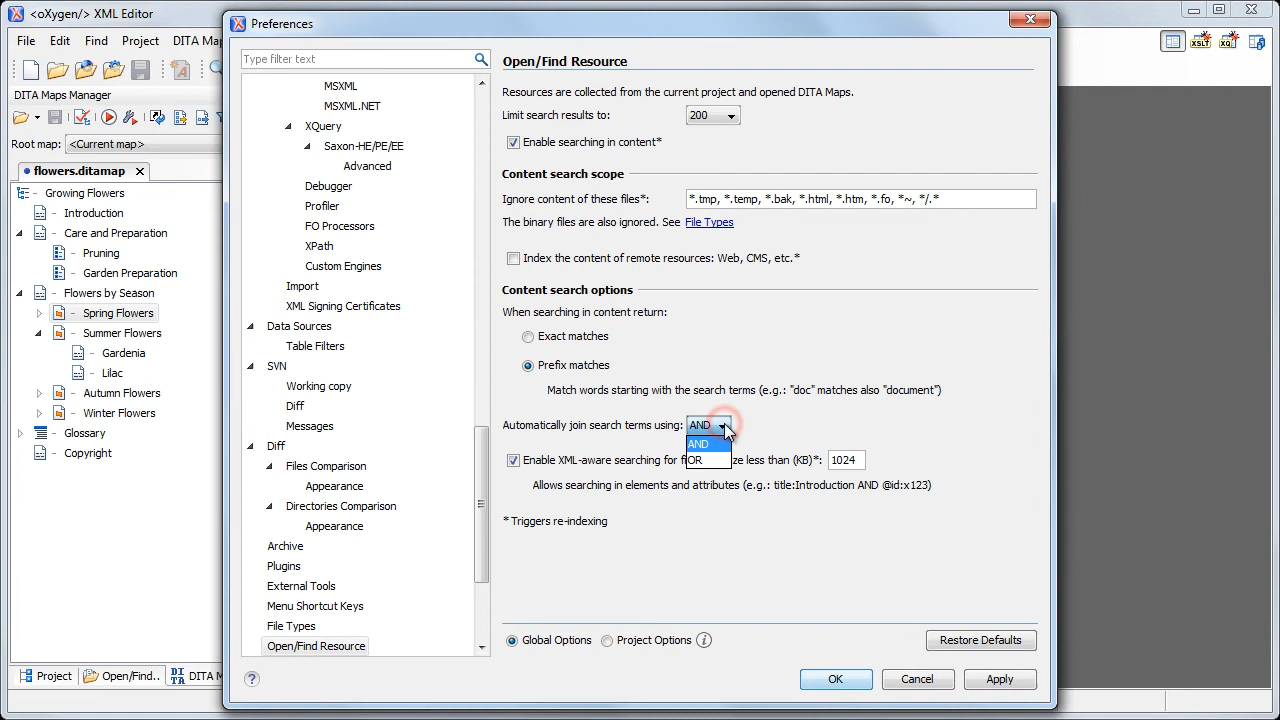 <oXygen/> XML Editor
File Edit Find Project DITA Ma
DITA Maps Manager
Root map: <Current map>
flowers.ditamap
Growing Flowers
Introduction
Care and Preparation
Pruning
Garden Preparation
Flowers by Season
Spring Flowers
Summer Flowers
Gardenia
Lilac
Autumn Flowers
Winter Flowers
Glossary
Copyright
Project Open/Find.. DITA M
Preferences
Type filter text
MSXML
MSXML.NET
XQuery
Saxon-HE/PE/EE
Advanced
Debugger
Profiler
FO Processors
XPath
Custom Engines
Import
XML Signing Certificates
Data Sources
Table Filters
SVN
Working copy
Diff
Messages
Diff
Files Comparison
Appearance
Directories Comparison
Appearance
Archive
Plugins
External Tools
Menu Shortcut Keys
File Types
Open/Find Resource
Open/Find Resource
Resources are collected from the current project and opened DITA Maps.
Limit search results to: 200
Enable searching in content*
Content search scope
Ignore content of these files*: *.tmp, *.temp, *.bak, *.html, *.htm, *.fo, *~, */.*
The binary files are also ignored. See File Types
Index the content of remote resources: Web, CMS, etc.*
Content search options
When searching in content return:
Exact matches
Prefix matches
Match words starting with the search terms (e.g.: "doc" matches also "document")
Automatically join search terms using: AND
AND
OR
Enable XML-aware searching for fi ze less than (KB)*: 1024
Allows searching in elements and attributes (e.g.: title:Introduction AND @id:x123)
* Triggers re-indexing
Global Options Project Options Restore Defaults
OK Cancel Apply
XSLT XQ